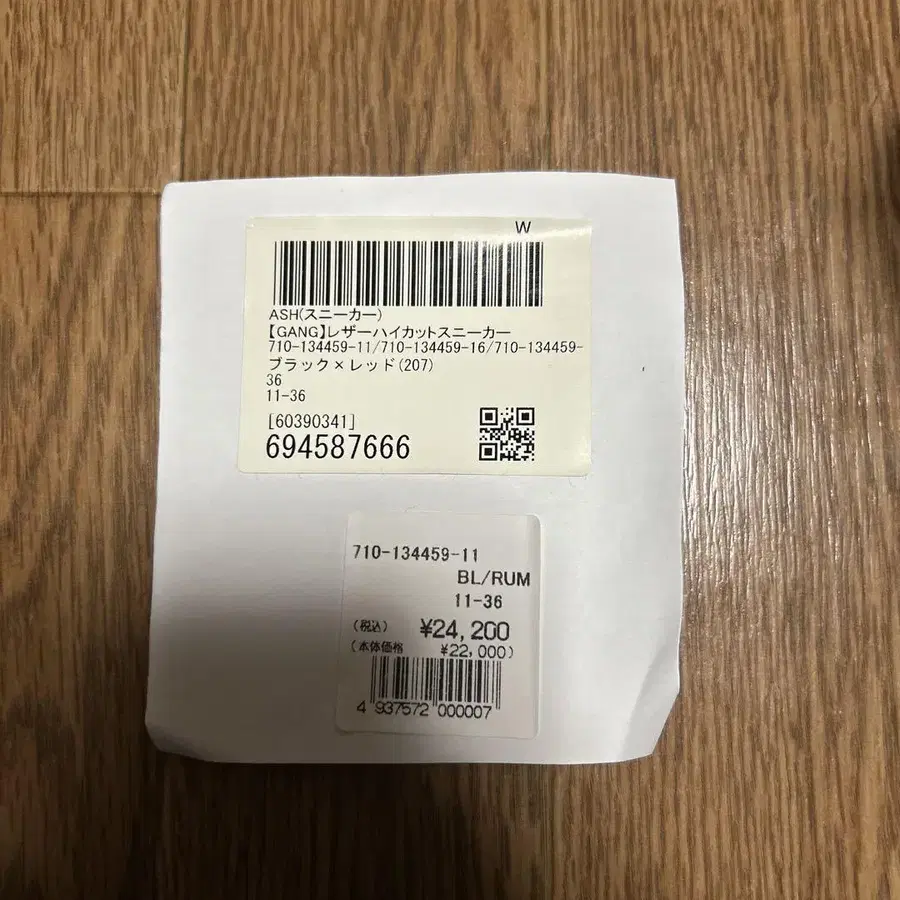 W
ASH(スニーカー)
【GANG】レザーハイカットスニーカー
710-134459-11/710-134459-16/710-134459-
ブラック×レッド(207)
36
11-36
[60390341]
694587666
710-134459-11
BL/RUM
11-36
(税込) ¥24,200
(本体価格 ¥22,000)
4 937572 000007